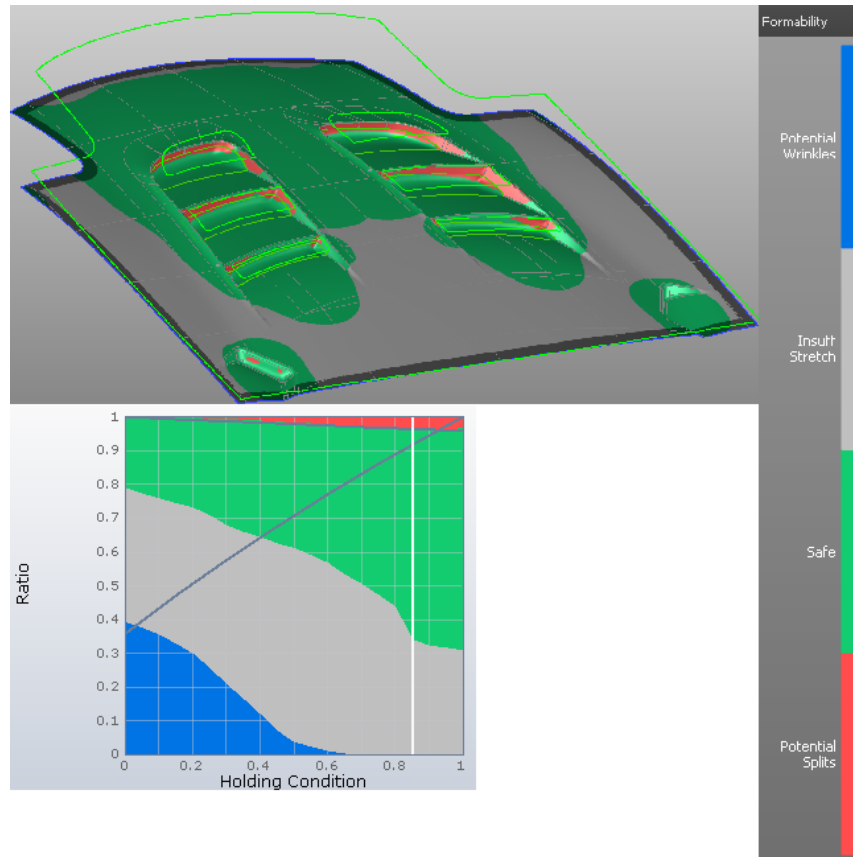 Formability
Potential
Wrinkles
Insuff
Stretch
Safe
Potential
Splits
1
0.9
0.8
0.7
0.6
0.5
0.4
0.3
0.2
0.1
0
Ratio
0 0.2 0.4 0.6 0.8 1
Holding Condition